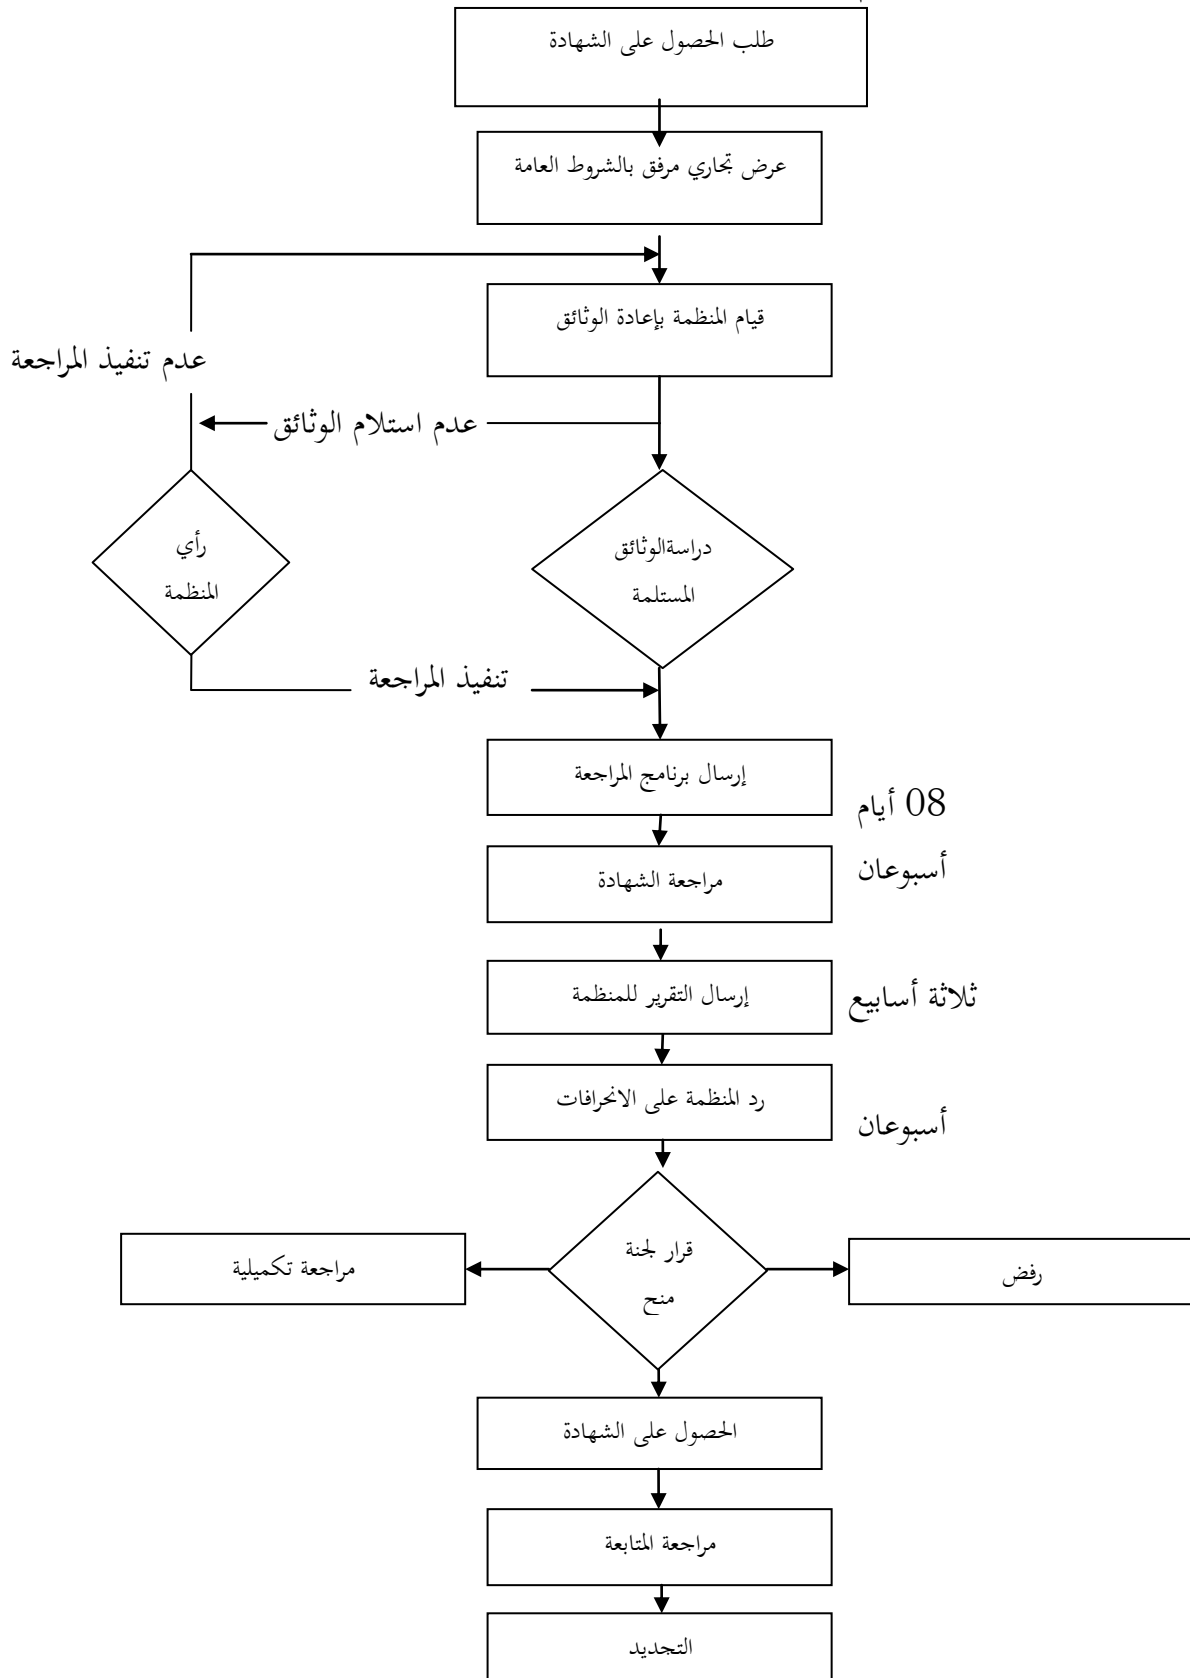 طلب الحصول على الشهادة
عرض تجاري مرفق بالشروط العامة
قيام المنظمة بإعادة الوثائق
عدم تنفيذ المراجعة
عدم استلام الوثائق
دراسةالوثائق
المستلمة
رأي
المنظمة
تنفيذ المراجعة
إرسال برنامج المراجعة
08 أيام
مراجعة الشهادة
أسبوعان
إرسال التقرير للمنظمة
ثلاثة أسابيع
رد المنظمة على الانحرافات
أسبوعان
قرار لجنة
منح
رفض
مراجعة تكميلية
الحصول على الشهادة
مراجعة المتابعة
التجديد